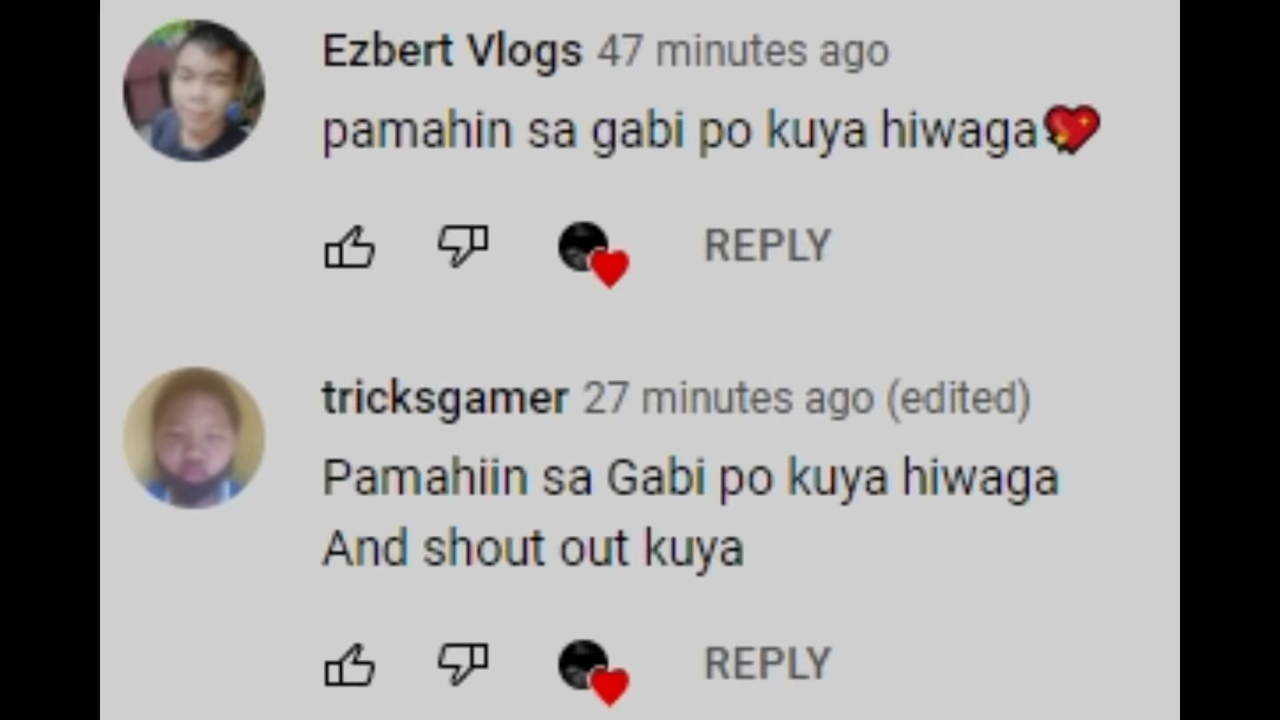 Ezbert Vlogs 47 minutes ago
pamahin sa gabi po kuya hiwaga💖
REPLY
tricksgamer 27 minutes ago (edited)
Pamahiin sa Gabi po kuya hiwaga
And shout out kuya
REPLY